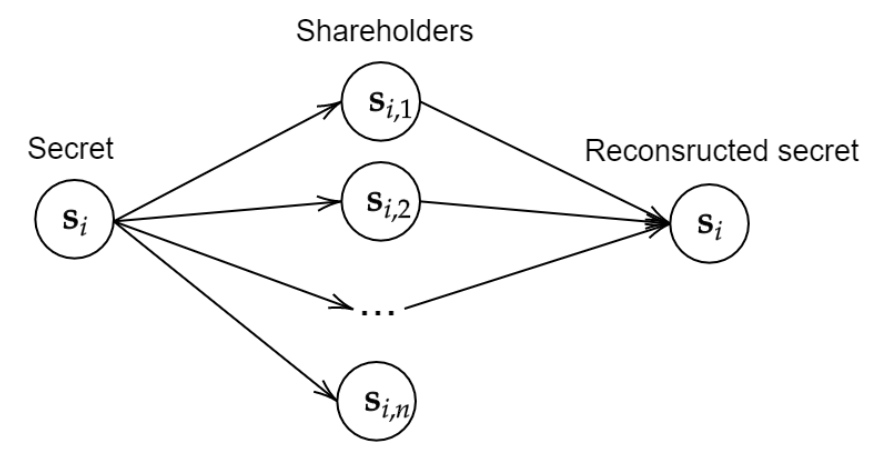 Shareholders
s_{i,1}
Secret
Reconsructed secret
s_{i,2}
s_i
s_i
...
s_{i,n}